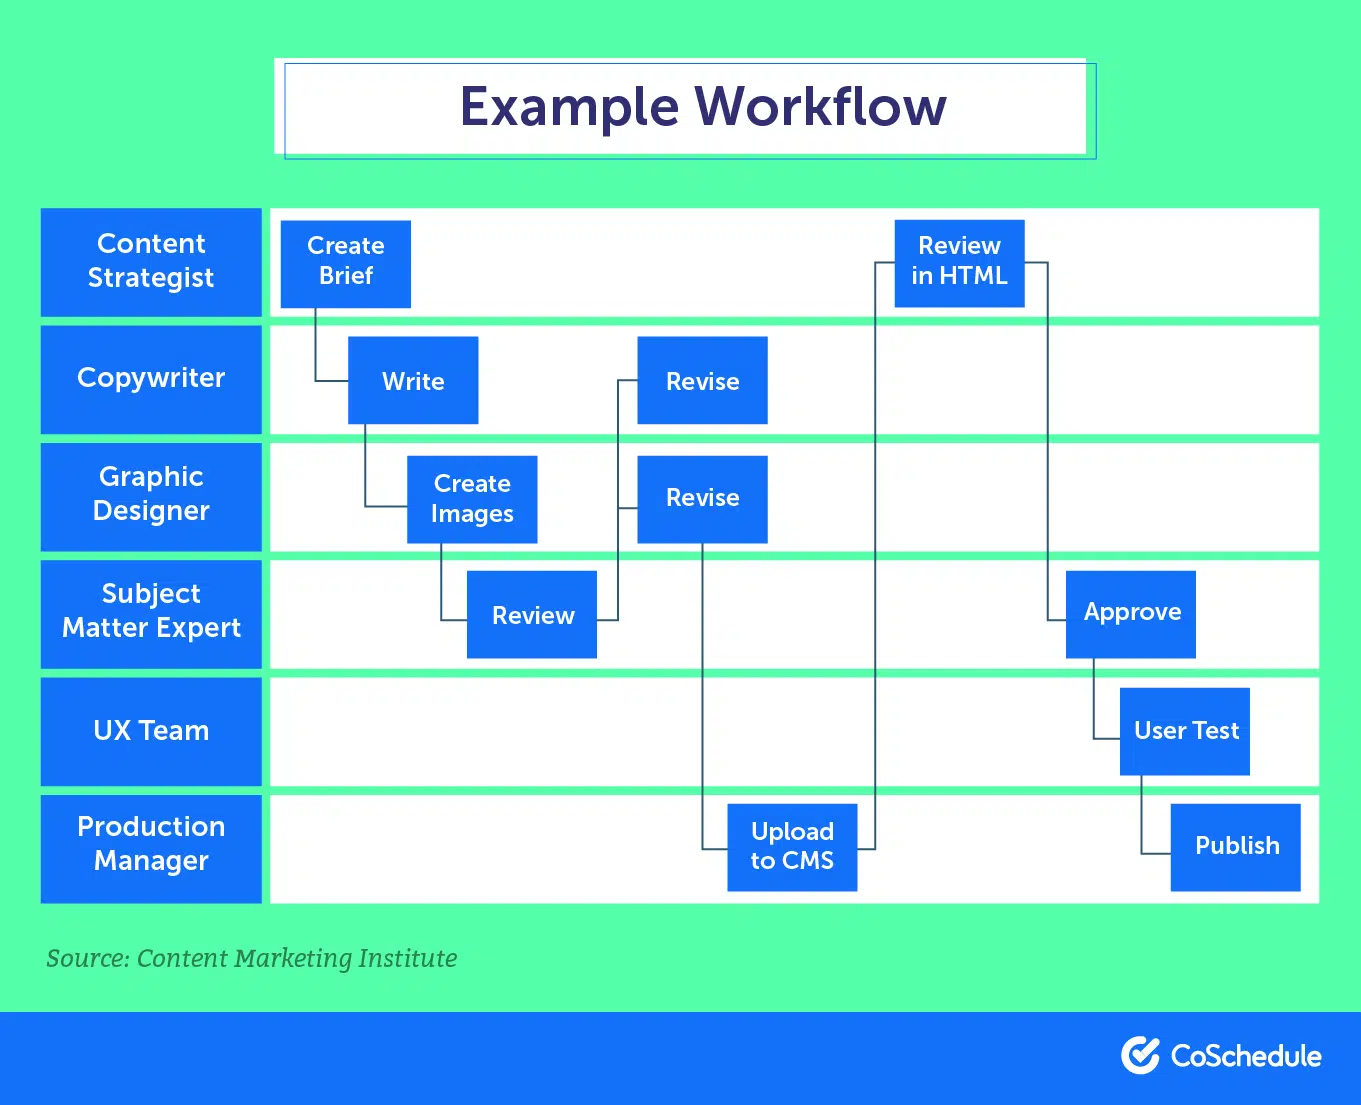 Example Workflow
Content
Strategist
Create
Brief
Review
in HTML
Copywriter
Write
Revise
Graphic
Designer
Create
Images
Revise
Subject
Matter Expert
Review
Approve
UX Team
User Test
Production
Manager
Upload
to CMS
Publish
Source: Content Marketing Institute
CoSchedule